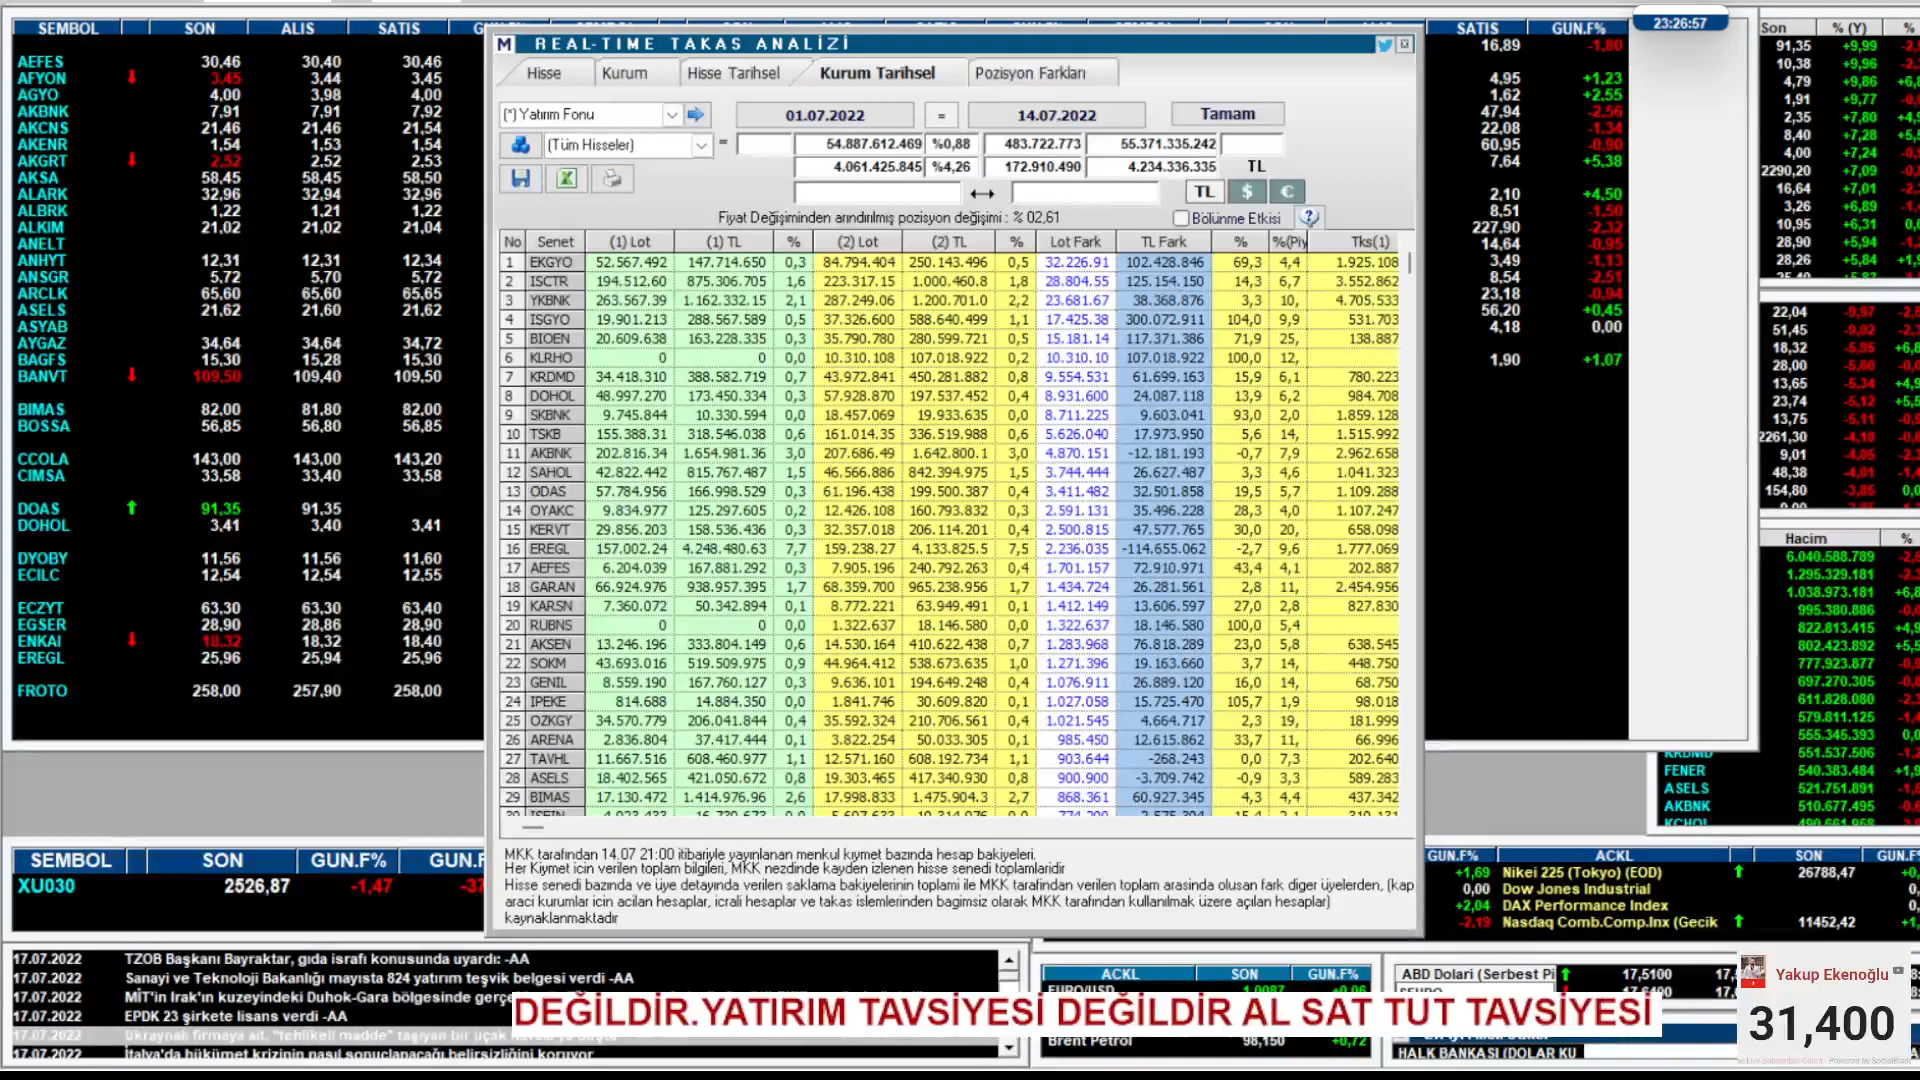 SEMBOL SON ALIS SATIS
AEFES 30,46 30,40 30,46
AFYON 3,45 3,44 3,45
AGYO 4,00 3,98 4,00
AKBNK 7,91 7,91 7,92
AKCNS 21,46 21,46 21,54
AKENR 1,54 1,53 1,54
AKGRT 2,52 2,52 2,53
AKSA 58,45 58,45 58,50
ALARK 32,96 32,94 32,96
ALBRK 1,22 1,21 1,22
ALKIM 21,02 21,02 21,04
ANELT
ANHYT 12,31 12,31 12,34
ANSGR 5,72 5,70 5,72
ARCLK 65,60 65,60 65,65
ASELS 21,62 21,60 21,62
ASYAB
AYGAZ 34,64 34,64 34,72
BAGFS 15,30 15,28 15,30
BANVT 109,50 109,40 109,50
BIMAS 82,00 81,80 82,00
BOSSA 56,85 56,80 56,85
CCOLA 143,00 143,00 143,20
CIMSA 33,58 33,40 33,58
DOAS 91,35 91,35
DOHOL 3,41 3,40 3,41
DYOBY 11,56 11,56 11,60
ECILC 12,54 12,54 12,55
ECZYT 63,30 63,30 63,40
EGSER 28,90 28,86 28,90
ENKAI 18,32 18,32 18,40
EREGL 25,96 25,94 25,96
FROTO 258,00 257,90 258,00
REAL-TIME TAKAS ANALİZİ
Hisse Kurum Hisse Tarihsel Kurum Tarihsel Pozisyon Farkları
(*) Yatırım Fonu 01.07.2022 = 14.07.2022 Tamam
(Tüm Hisseler) = 54.887.612.469 %0,88 483.722.773 55.371.335.242
4.061.425.845 %4,26 172.910.490 4.234.336.335 TL
TL $ €
Fiyat Değişiminden arındırılmış pozisyon değişimi : % 02,61 Bölünme Etkisi
No Senet (1) Lot (1) TL % (2) Lot (2) TL % Lot Fark TL Fark % %(Piy Tks(1)
1 EKGYO 52.567.492 147.714.650 0,3 84.794.404 250.143.496 0,5 32.226.91 102.428.846 69,3 4,4 1.925.108
2 ISCTR 194.512.60 875.306.705 1,6 223.317.15 1.000.460.8 1,8 28.804.55 125.154.150 14,3 6,7 3.552.862
3 YKBNK 263.567.39 1.162.332.15 2,1 287.249.06 1.200.701.0 2,2 23.681.67 38.368.876 3,3 10, 4.705.533
4 ISGYO 19.901.213 288.567.589 0,5 37.326.600 588.640.499 1,1 17.425.38 300.072.911 104,0 9,9 531.703
5 BIOEN 20.609.638 163.228.335 0,3 35.790.780 280.599.721 0,5 15.181.14 117.371.386 71,9 25, 138.887
6 KLRHO 0 0 0,0 10.310.108 107.018.922 0,2 10.310.10 107.018.922 100,0 12,
7 KRDMD 34.418.310 388.582.719 0,7 43.972.841 450.281.882 0,8 9.554.531 61.699.163 15,9 6,1 780.223
8 DOHOL 48.997.270 173.450.334 0,3 57.928.870 197.537.452 0,4 8.931.600 24.087.118 13,9 6,2 984.708
9 SKBNK 9.745.844 10.330.594 0,0 18.457.069 19.933.635 0,0 8.711.225 9.603.041 93,0 2,0 1.859.128
10 TSKB 155.388.31 318.546.038 0,6 161.014.35 336.519.988 0,6 5.626.040 17.973.950 5,6 14, 1.515.992
11 AKBNK 202.816.34 1.654.981.36 3,0 207.686.49 1.642.800.1 3,0 4.870.151 -12.181.193 -0,7 7,9 2.962.658
12 SAHOL 42.822.442 815.767.487 1,5 46.566.886 842.394.975 1,5 3.744.444 26.627.487 3,3 4,6 1.041.323
13 ODAS 57.784.956 166.998.529 0,3 61.196.438 199.500.387 0,4 3.411.482 32.501.858 19,5 5,7 1.109.288
14 OYAKC 9.834.977 125.297.605 0,2 12.426.108 160.793.832 0,3 2.591.131 35.496.228 28,3 4,0 1.107.247
15 KERVT 29.856.203 158.536.436 0,3 32.357.018 206.114.201 0,4 2.500.815 47.577.765 30,0 20, 658.098
16 EREGL 157.002.24 4.248.480.63 7,7 159.238.27 4.133.825.5 7,5 2.236.035 -114.655.062 -2,7 9,6 1.777.069
17 AEFES 6.204.039 167.881.292 0,3 7.905.196 240.792.263 0,4 1.701.157 72.910.971 43,4 4,1 202.887
18 GARAN 66.924.976 938.957.395 1,7 68.359.700 965.238.956 1,7 1.434.724 26.281.561 2,8 11, 2.454.956
19 KARSN 7.360.072 50.342.894 0,1 8.772.221 63.949.491 0,1 1.412.149 13.606.597 27,0 2,8 827.830
20 RUBNS 0 0 0,0 1.322.637 18.146.580 0,0 1.322.637 18.146.580 100,0 5,4
21 AKSEN 13.246.196 333.804.149 0,6 14.530.164 410.622.438 0,7 1.283.968 76.818.289 23,0 5,8 638.545
22 SOKM 43.693.016 519.509.975 0,9 44.964.412 538.673.635 1,0 1.271.396 19.163.660 3,7 14, 448.750
23 GENIL 8.559.190 167.760.127 0,3 9.636.101 194.649.248 0,4 1.076.911 26.889.120 16,0 14, 68.750
24 IPEKE 814.688 14.884.350 0,0 1.841.746 30.609.820 0,1 1.027.058 15.725.470 105,7 1,9 98.018
25 OZKGY 34.570.779 206.041.844 0,4 35.592.324 210.706.561 0,4 1.021.545 4.664.717 2,3 19, 181.999
26 ARENA 2.836.804 37.417.444 0,1 3.822.254 50.033.305 0,1 985.450 12.615.862 33,7 11, 66.996
27 TAVHL 11.667.516 608.460.977 1,1 12.571.160 608.192.734 1,1 903.644 -268.243 0,0 7,3 202.640
28 ASELS 18.402.565 421.050.672 0,8 19.303.465 417.340.930 0,8 900.900 -3.709.742 -0,9 3,3 589.283
29 BIMAS 17.130.472 1.414.976.96 2,6 17.998.833 1.475.904.3 2,7 868.361 60.927.345 4,3 4,4 437.342
MKK tarafından 14.07 21:00 itibariyle yayınlanan menkul kıymet bazında hesap bakiyeleri.
Her Kıymet icin verilen toplam bilgileri, MKK nezdinde kayden izlenen hisse senedi toplamlaridir
Hisse senedi bazında ve üye detayında verilen saklama bakiyelerinin toplamı ile MKK tarafından verilen toplam arasinda olusan fark diger üyelerden, (kap
araci kurumlar icin acilan hesaplar, icrali hesaplar ve takas islemlerinden bagimsiz olarak MKK tarafından kullanılmak üzere açılan hesaplar)
kaynaklanmaktadır
SATIS GUN.F% 23:26:57
16,89 -1,80
4,95 +1,23
1,62 +2,55
47,94 -2,56
22,08 -1,34
60,95 -0,90
7,64 +5,38
2,10 +4,50
8,51 -1,50
227,90 -2,32
14,64 -0,95
3,49 -1,13
8,54 -2,51
23,18 -0,94
56,20 +0,45
4,18 0,00
1,90 +1,07
Son % (Y) %
91,35 +9,99
10,38 +9,96
4,79 +9,86
1,91 +9,77
2,35 +7,80
8,40 +7,28
4,00 +7,24
2290,20 +7,09
16,64 +7,01
3,26 +6,89
10,95 +6,31
28,90 +5,94
28,26 +5,84
22,04 -9,97
51,45 -9,02
18,32 -5,95
28,00 -5,60
13,65 -5,34
23,74 -5,12
13,75 -5,11
2261,30 -4,18
9,01 -4,05
48,38 -4,01
154,80 -3,85
Hacim %
6.040.588.789
1.295.329.181
1.038.973.181
995.380.886
822.813.415
802.423.892
777.923.877
697.270.305
611.828.080
579.811.125
555.345.393
KRDMD 551.537.506
FENER 540.383.484
ASELS 521.751.891
AKBNK 510.677.495
KCHOL 490.661.958
SEMBOL SON GUN.F%
XU030 2526,87 -1,47
GUN.F% ACKL SON
+1,69 Nikei 225 (Tokyo) (EOD) 26788,47
0,00 Dow Jones Industrial
+2,04 DAX Performance Index
-2,19 Nasdaq Comb.Comp.Inx (Gecik 11452,42
17.07.2022 TZOB Başkanı Bayraktar, gıda israfı konusunda uyardı: -AA
17.07.2022 Sanayi ve Teknoloji Bakanlığı mayısta 824 yatırım teşvik belgesi verdi -AA
17.07.2022 MİT'in Irak'ın kuzeyindeki Duhok-Gara bölgesinde
17.07.2022 EPDK 23 şirkete lisans verdi -AA
17.07.2022 Ukraynalı firmaya ait, "tehlikeli madde" taşıyan bir uçak
17.07.2022 İtalya'da hükümet krizinin nasıl sonuçlanacağı belirsizliğini koruyor
ACKL SON GUN.F%
EURO/USD 1,0087 +0,06
Brent Petrol 98,150 +0,72
ABD Dolari (Serbest Pi 17,5100
HALK BANKASI (DOLAR KU
DEĞİLDİR.YATIRIM TAVSİYESİ DEĞİLDİR AL SAT TUT TAVSİYESİ
Yakup Ekenoğlu
31,400